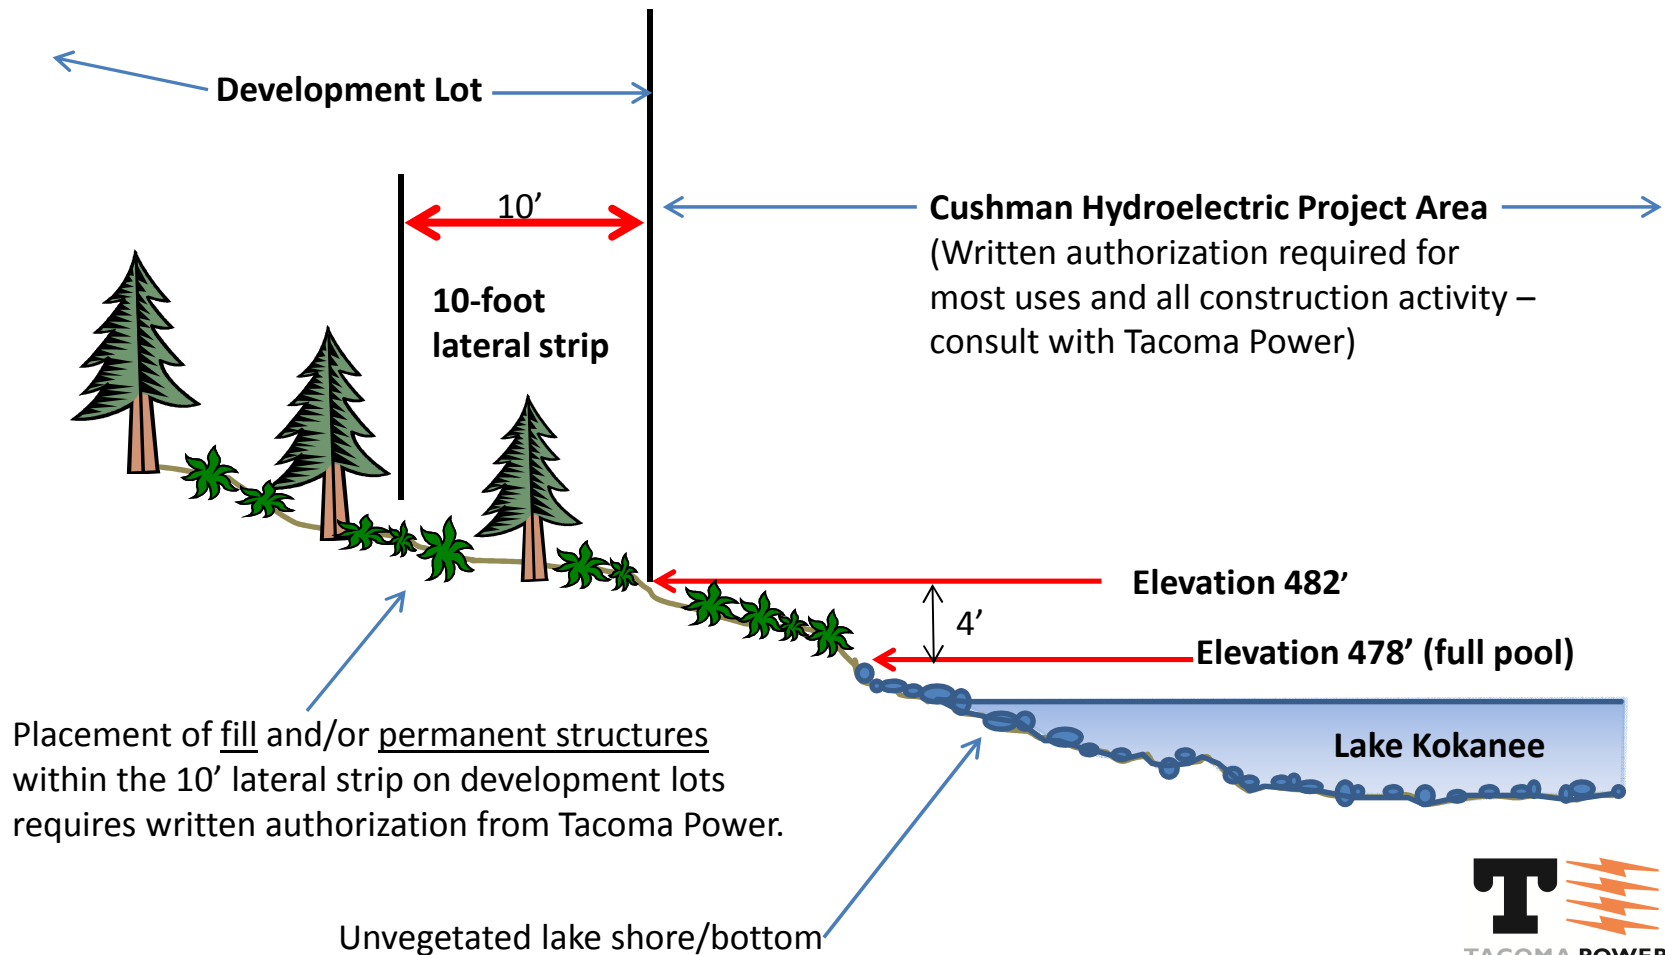 Development Lot
10’
Cushman Hydroelectric Project Area
(Written authorization required for
most uses and all construction activity –
consult with Tacoma Power)
10-foot
lateral strip
Elevation 482’
4’
Elevation 478’ (full pool)
Lake Kokanee
Placement of fill and/or permanent structures
within the 10’ lateral strip on development lots
requires written authorization from Tacoma Power.
Unvegetated lake shore/bottom
T
TACOMA POWER